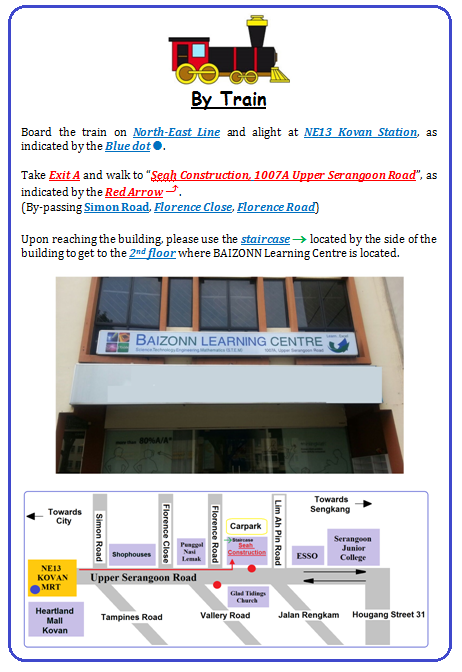 By Train
Board the train on North-East Line and alight at NE13 Kovan Station, as
indicated by the Blue dot
Take Exit A and walk to “Segh Construction, 1007A Upper Serangoon Road”, as
indicated by the Red Arrow .
(By-passing Simon Road, Florence Close, Florence Road)
Upon reaching the building, please use the staircase → located by the side of the
building to get to the 2nd floor where BAIZONN Learning Centre is located.
BAIZONN LEARNING CENTRE
1007A, Upper Serangoon Road
← Towards
City
Simon Road
Shophouses
Florence Close
Punggol
Nasi
Lemak
Florence Road
Carpark
Staircase
Seah
Construction
Lim Ah Pin Road
Towards
Sengkang
ESSO
Serangoon
Junior
College
NE13
KOVAN
MRT
Upper Serangoon Road
Heartland
Mall
Kovan
Tampines Road
Glad Tidings
Church
Vallery Road
Jalan Rengkam
Hougang Street 31